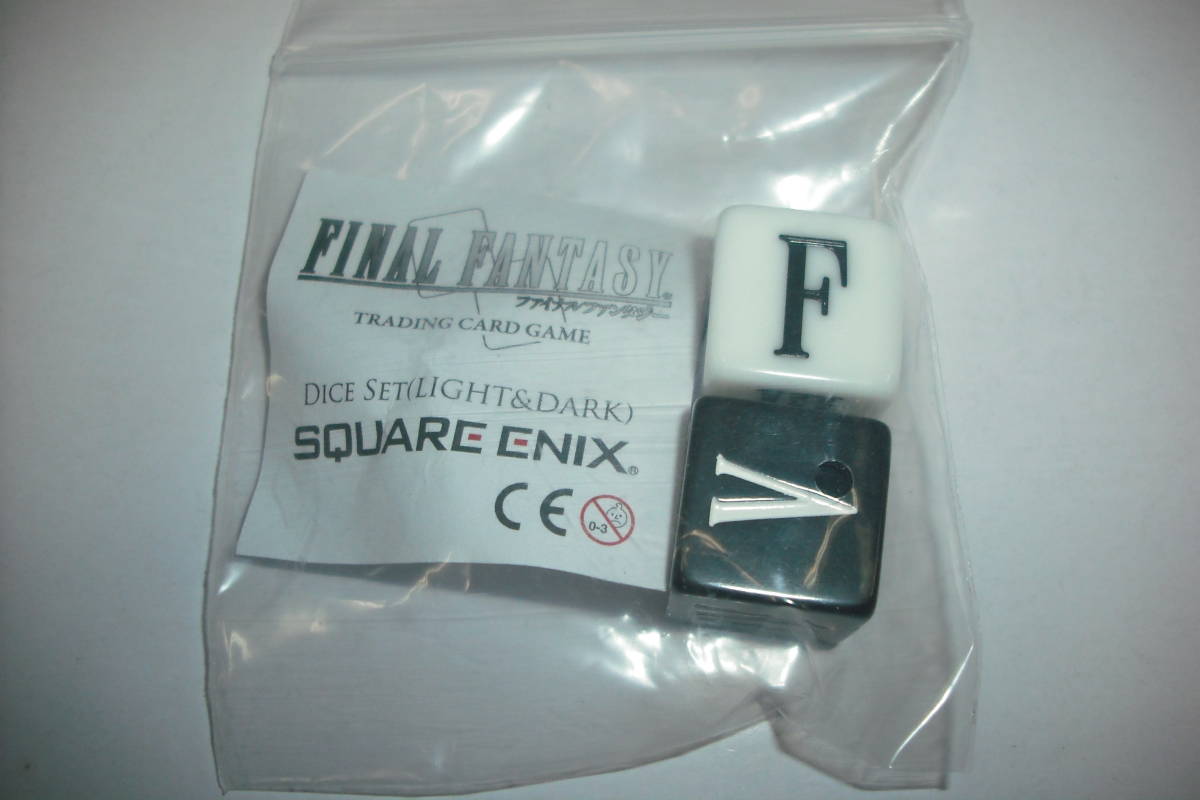 FINAL FANTASY®
ファイナルファンタジー
TRADING CARD GAME
DICE SET(LIGHT&DARK)
SQUARE ENIX®
CE
0-3
F
V